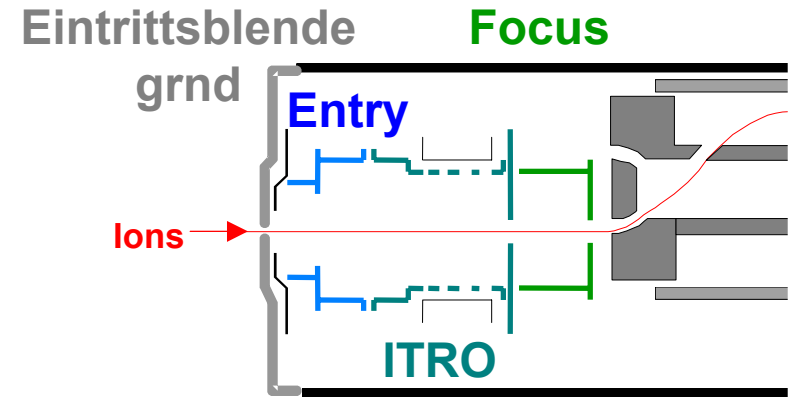 Eintrittsblende
grnd
Focus
Entry
Ions
ITRO